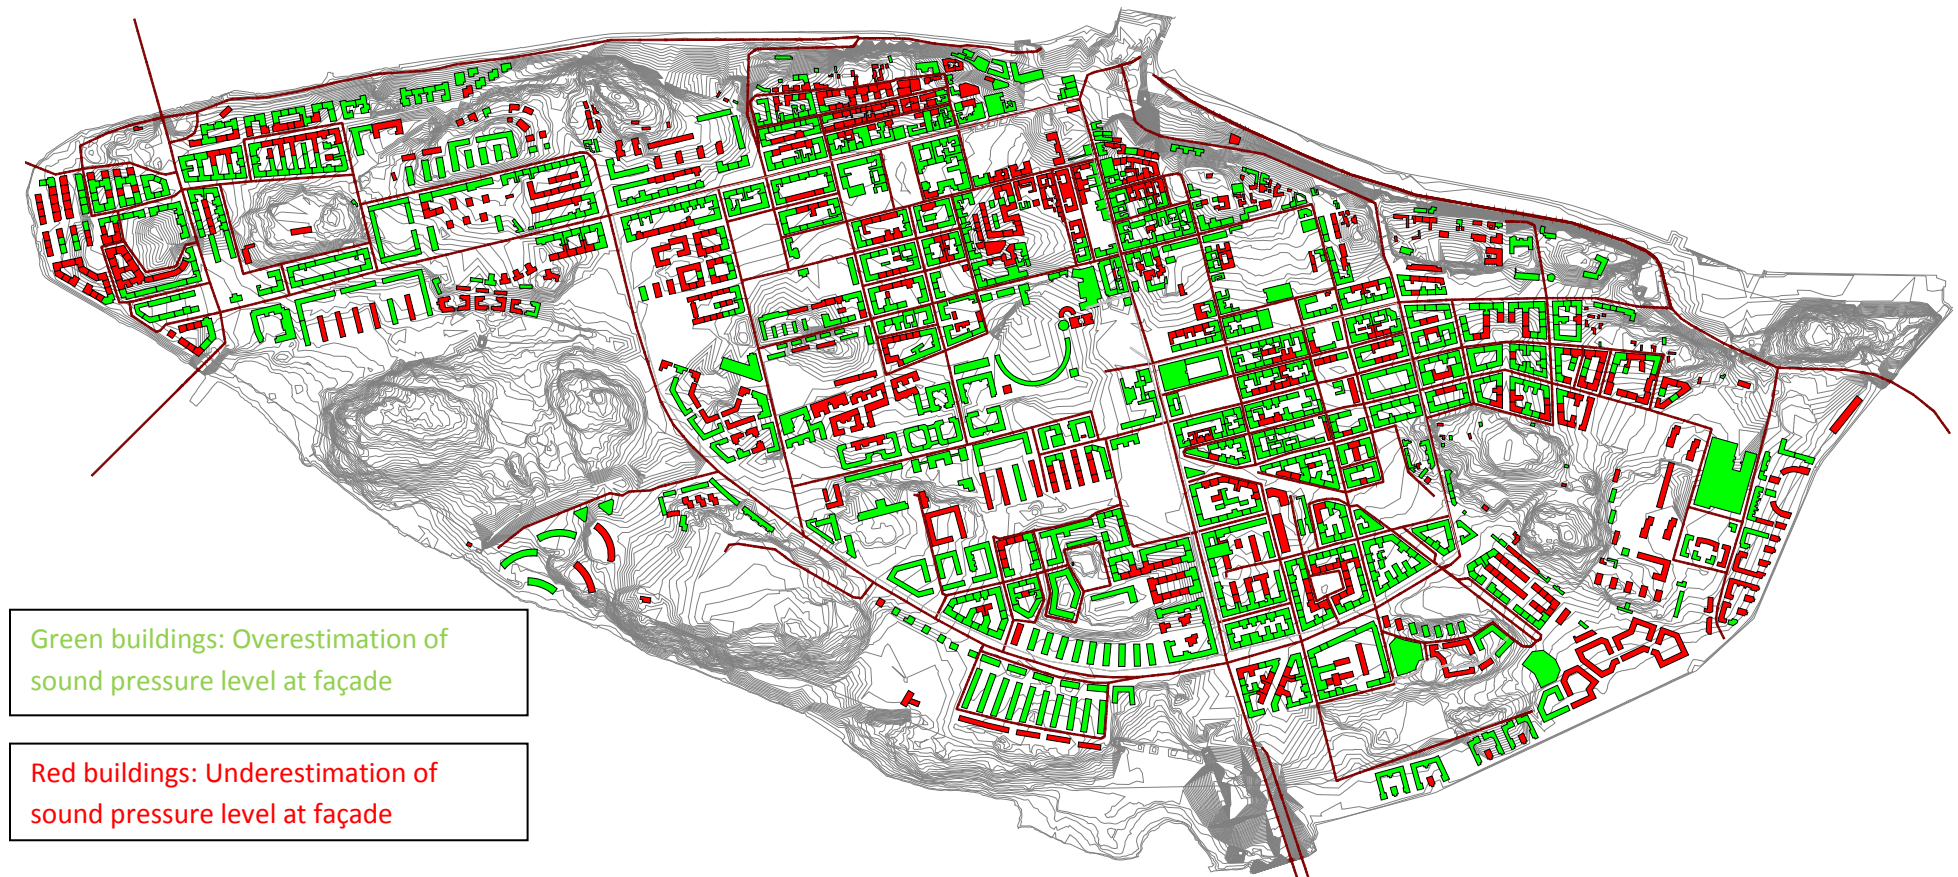 Green buildings: Overestimation of
sound pressure level at façade
Red buildings: Underestimation of
sound pressure level at façade